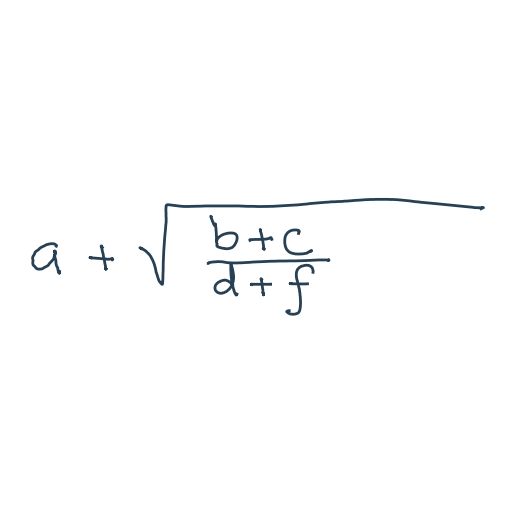 a + √((b+c)/(d+f))